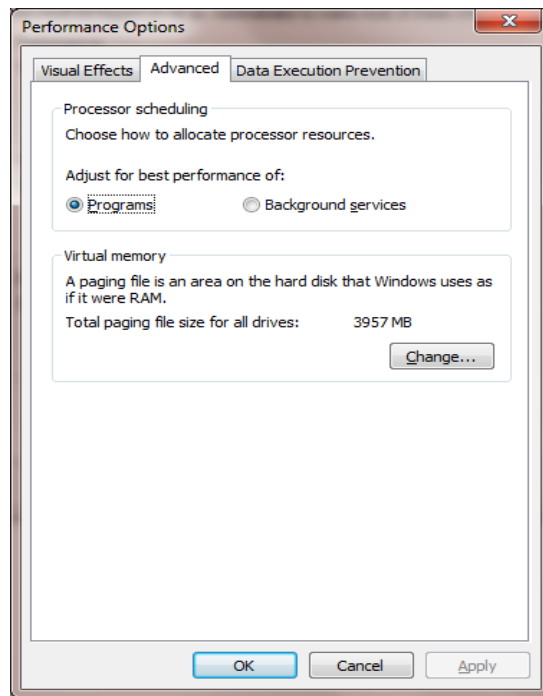 Performance Options
Visual Effects Advanced Data Execution Prevention
Processor scheduling
Choose how to allocate processor resources.
Adjust for best performance of:
Programs Background services
Virtual memory
A paging file is an area on the hard disk that Windows uses as
if it were RAM.
Total paging file size for all drives: 3957 MB
Change...
OK Cancel Apply